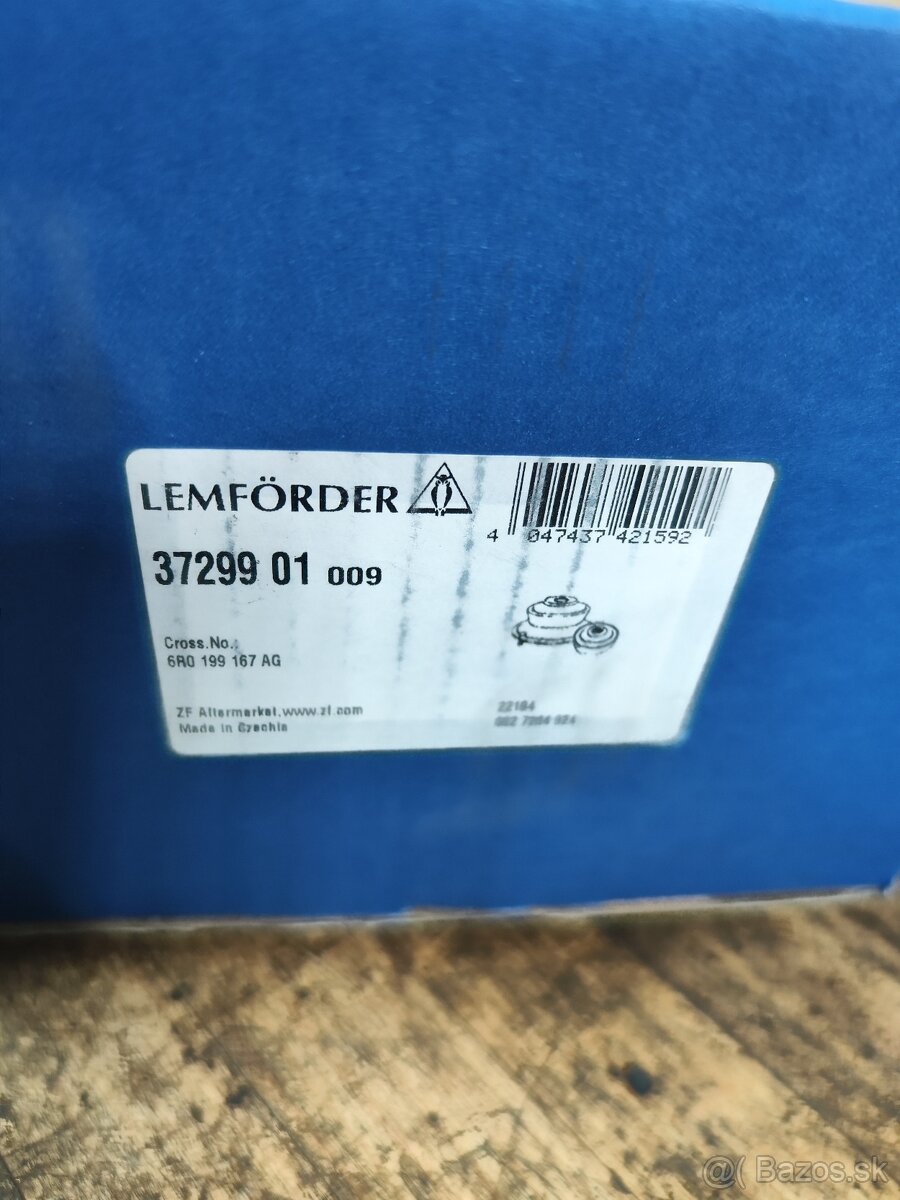 LEMFÖRDER
4 047437 421592
37299 01 009
Cross.No.:
6R0 199 167 AG
ZF Aftermarket,www.zf.com
Made in Czechia
22184
@( Bazos.sk